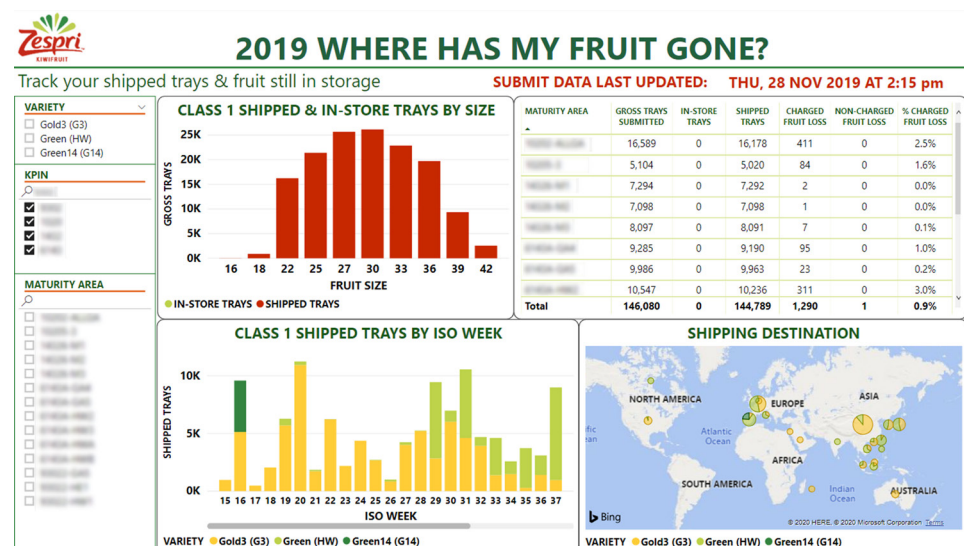 Zespri
KIWIFRUIT
2019 WHERE HAS MY FRUIT GONE?
Track your shipped trays & fruit still in storage
SUBMIT DATA LAST UPDATED: THU, 28 NOV 2019 AT 2:15 pm
VARIETY
Gold3 (G3)
Green (HW)
Green14 (G14)
KPIN
MATURITY AREA
CLASS 1 SHIPPED & IN-STORE TRAYS BY SIZE
GROSS TRAYS
25K
20K
15K
10K
5K
0K
16 18 22 25 27 30 33 36 39 42
FRUIT SIZE
IN-STORE TRAYS SHIPPED TRAYS
MATURITY AREA GROSS TRAYS SUBMITTED IN-STORE TRAYS SHIPPED TRAYS CHARGED FRUIT LOSS NON-CHARGED FRUIT LOSS % CHARGED FRUIT LOSS
16,589 0 16,178 411 0 2.5%
5,104 0 5,020 84 0 1.6%
7,294 0 7,292 2 0 0.0%
7,098 0 7,098 1 0 0.0%
8,097 0 8,091 7 0 0.1%
9,285 0 9,190 95 0 1.0%
9,986 0 9,963 23 0 0.2%
10,547 0 10,236 311 0 3.0%
Total 146,080 0 144,789 1,290 1 0.9%
CLASS 1 SHIPPED TRAYS BY ISO WEEK
SHIPPED TRAYS
10K
5K
0K
15 16 17 18 19 20 21 22 23 24 25 26 27 28 29 30 31 32 33 34 35 36 37
ISO WEEK
VARIETY Gold3 (G3) Green (HW) Green14 (G14)
SHIPPING DESTINATION
NORTH AMERICA
EUROPE
ASIA
Atlantic
Ocean
AFRICA
SOUTH AMERICA
Indian
Ocean
AUSTRALIA
Bing
© 2020 HERE, © 2020 Microsoft Corporation Terms
VARIETY Gold3 (G3) Green (HW) Green14 (G14)